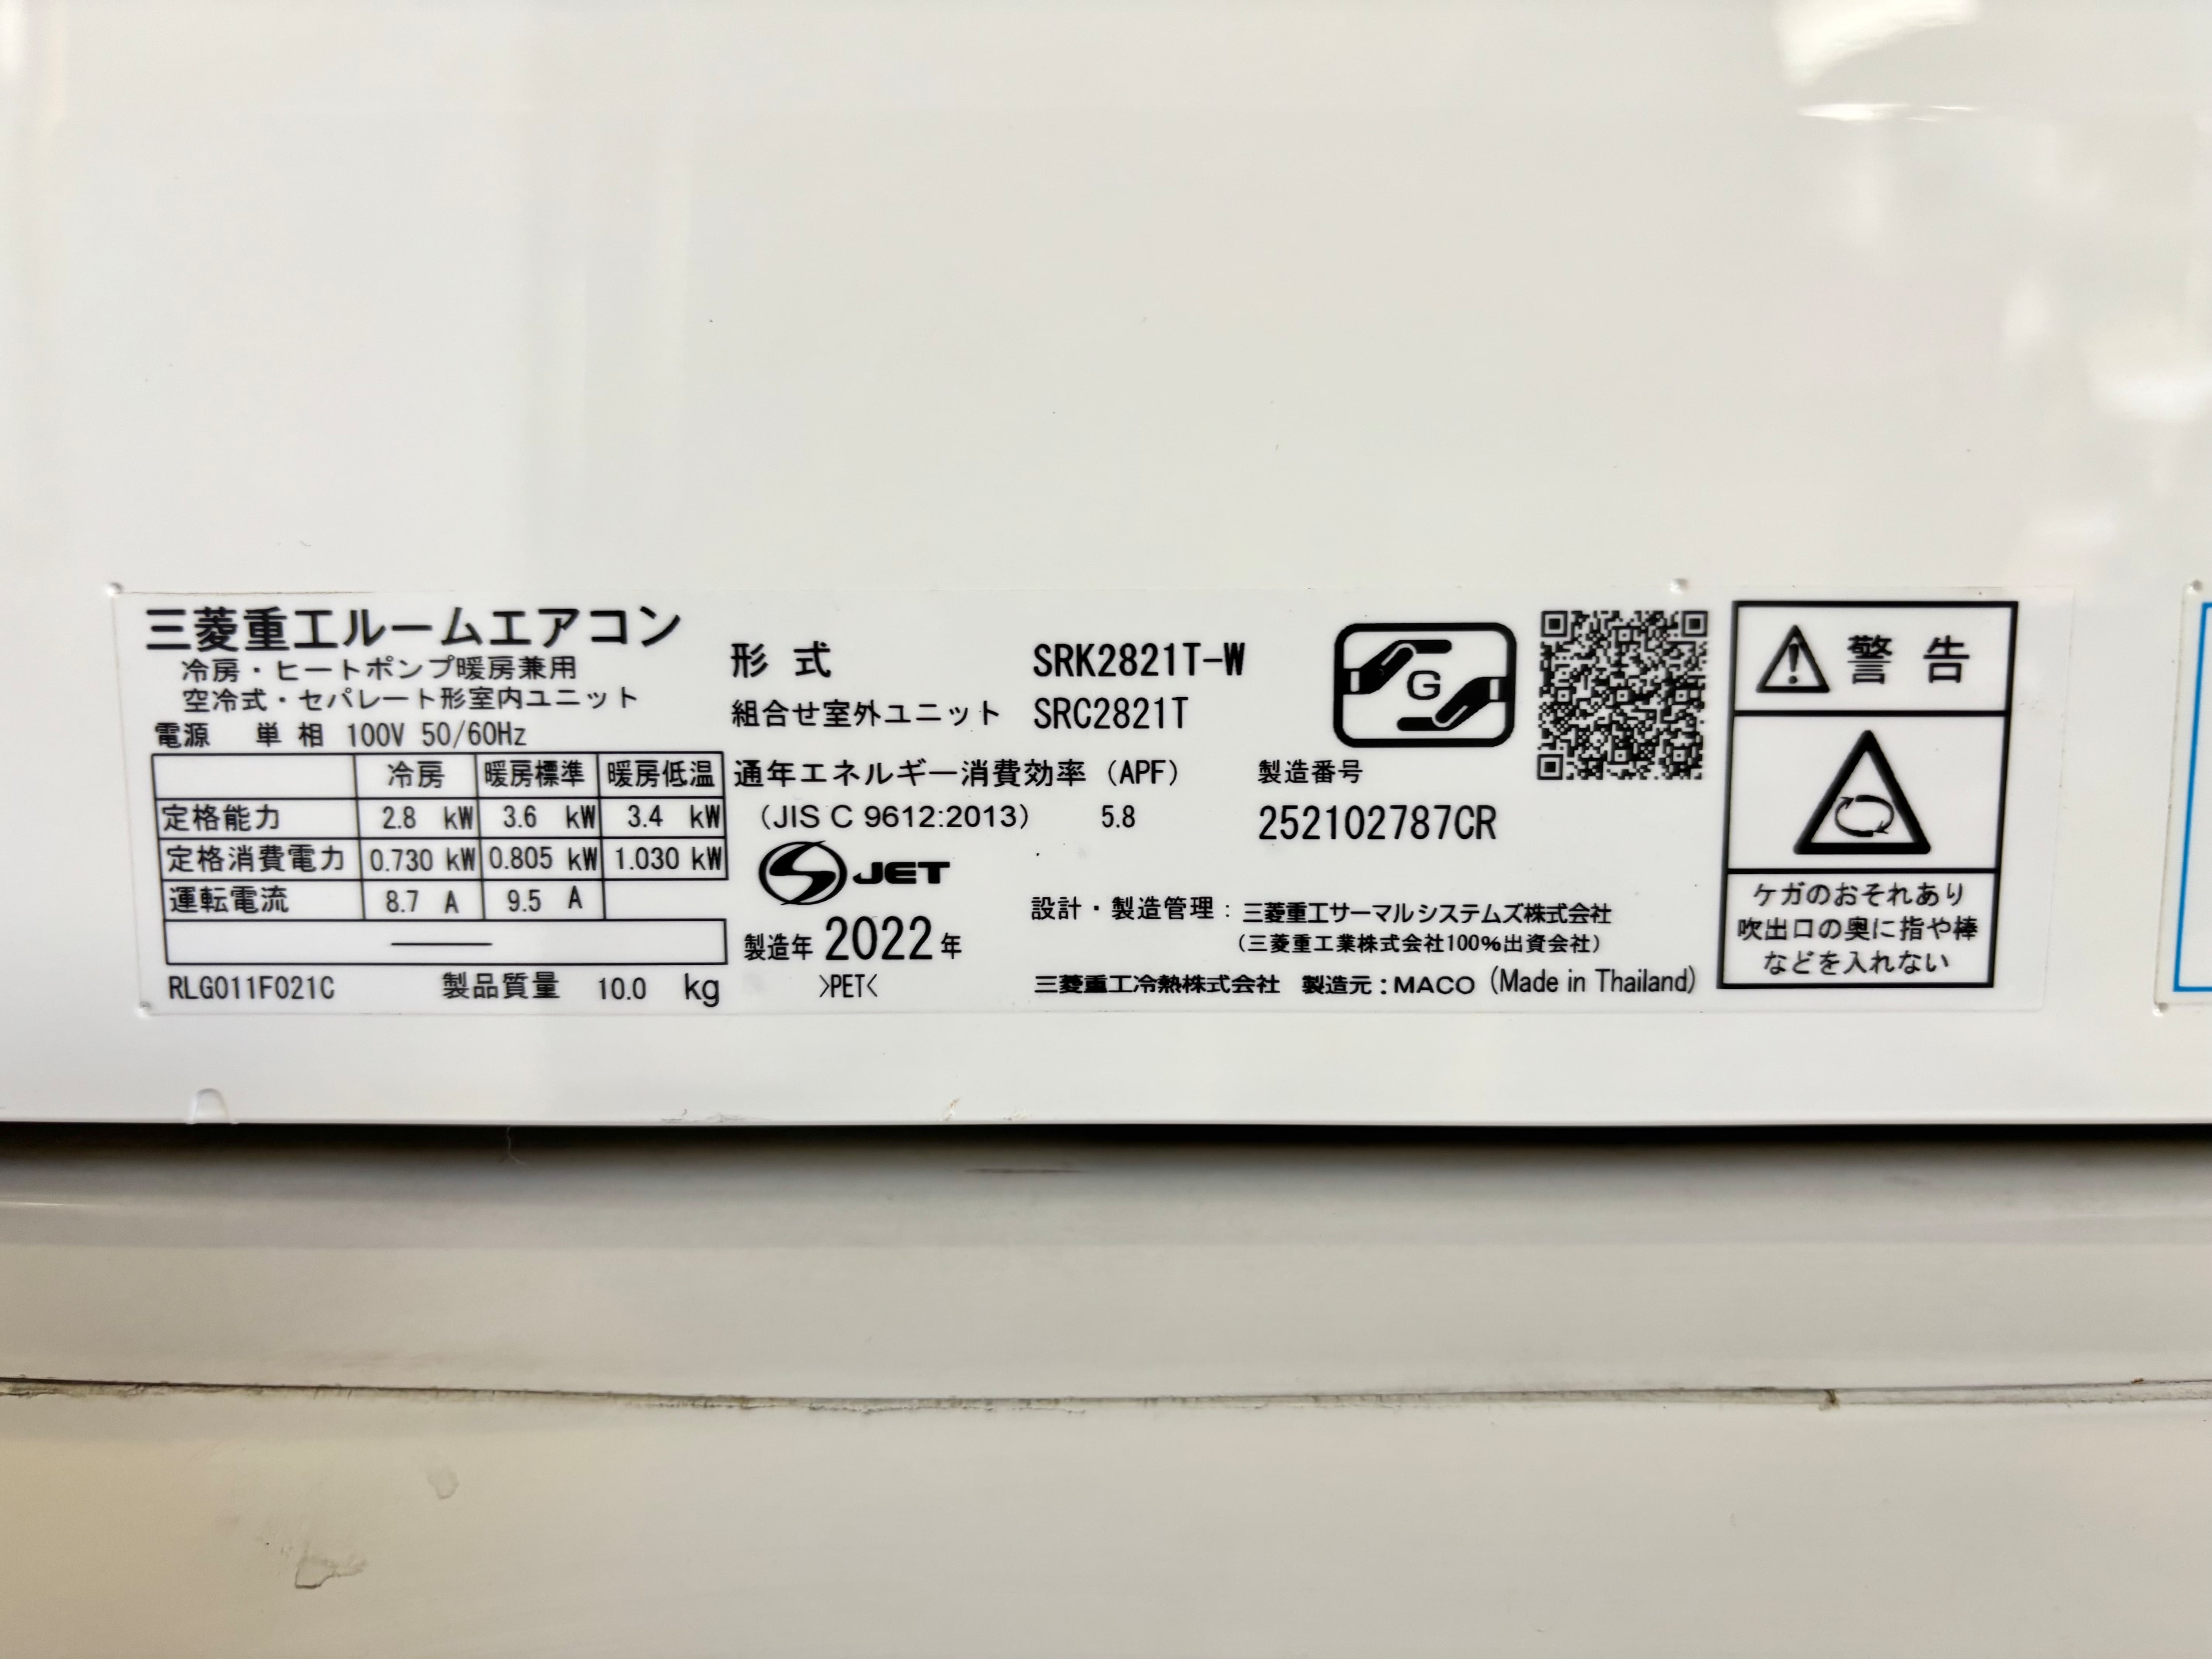 三菱重工ルームエアコン
冷房・ヒートポンプ暖房兼用
空冷式・セパレート形室内ユニット
電源 単相 100V 50/60Hz
冷房 暖房標準 暖房低温
定格能力 2.8 kW 3.6 kW 3.4 kW
定格消費電力 0.730 kW 0.805 kW 1.030 kW
運転電流 8.7 A 9.5 A
RLG011F021C 製品質量 10.0 kg
形式 SRK2821T-W
組合せ室外ユニット SRC2821T
通年エネルギー消費効率（APF）
（JIS C 9612:2013） 5.8
JET
製造年 2022年
>PET<
G
製造番号
252102787CR
設計・製造管理：三菱重工サーマルシステムズ株式会社
（三菱重工業株式会社100%出資会社）
三菱重工冷熱株式会社 製造元：MACO (Made in Thailand)
警告
ケガのおそれあり
吹出口の奥に指や棒
などを入れない